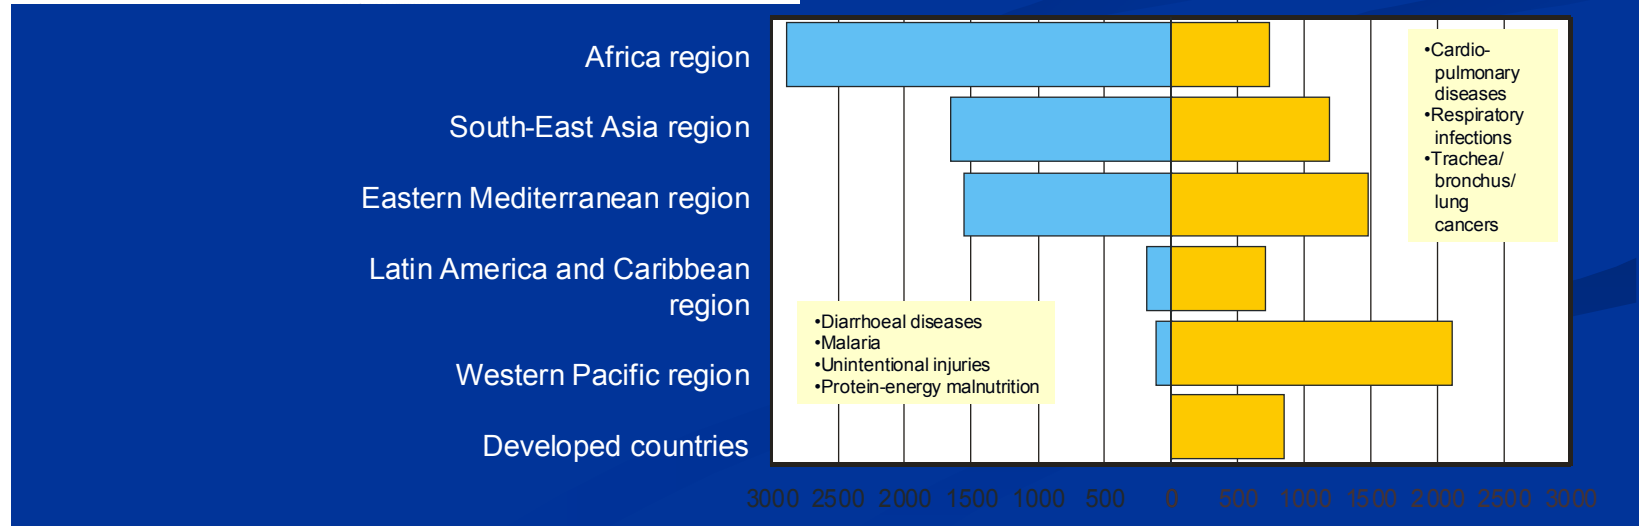 Africa region
South-East Asia region
Eastern Mediterranean region
Latin America and Caribbean
region
Western Pacific region
Developed countries
•Cardio-
pulmonary
diseases
•Respiratory
infections
•Trachea/
bronchus/
lung
cancers
•Diarrhoeal diseases
•Malaria
•Unintentional injuries
•Protein-energy malnutrition
3000 2500 2000 1500 1000 500 0 500 1000 1500 2000 2500 3000